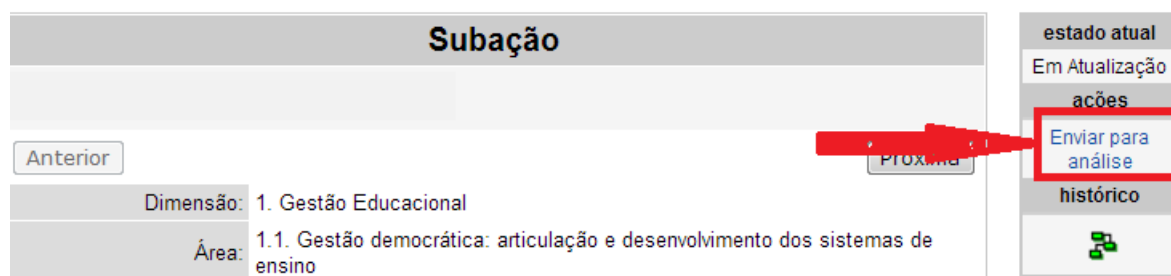 Subação
Anterior
Próxima
Dimensão: 1. Gestão Educacional
Área: 1.1. Gestão democrática: articulação e desenvolvimento dos sistemas de
ensino
estado atual
Em Atualização
ações
Enviar para
análise
histórico